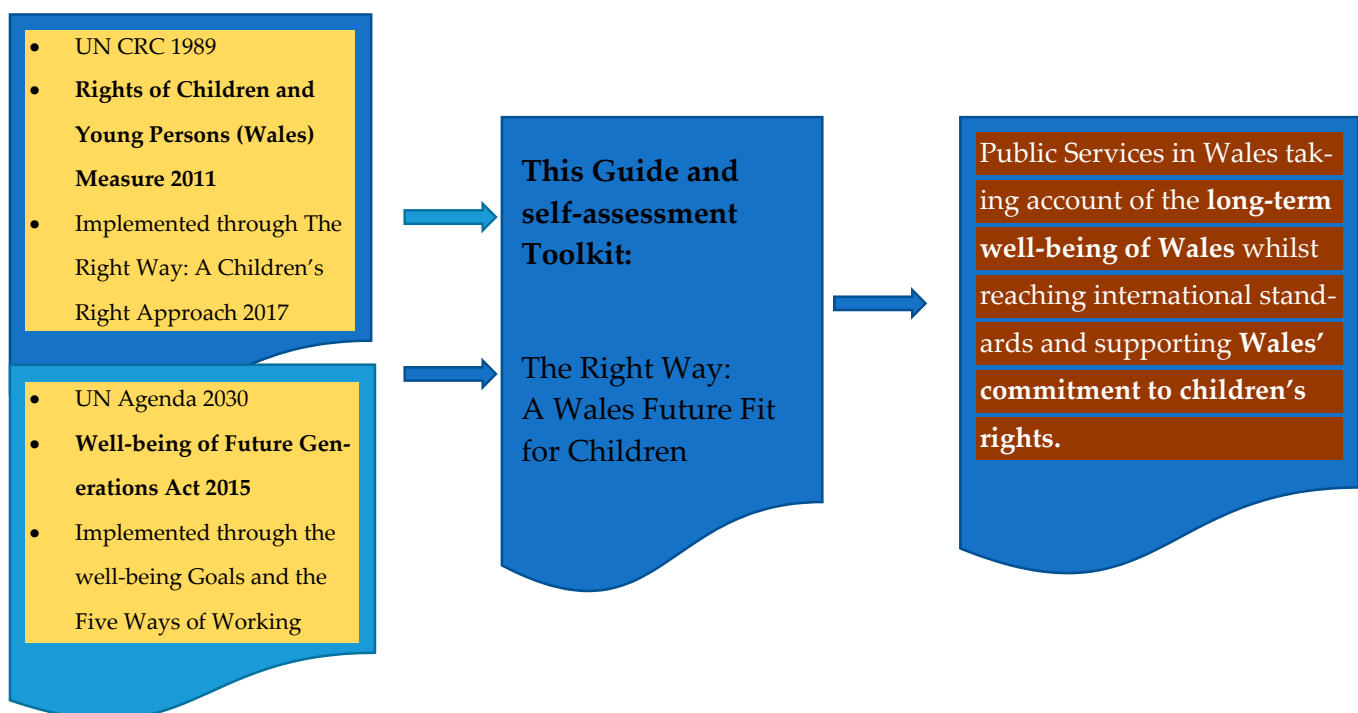 • UN CRC 1989
• Rights of Children and
Young Persons (Wales)
Measure 2011
• Implemented through The
Right Way: A Children's
Right Approach 2017
• UN Agenda 2030
• Well-being of Future Gen-
erations Act 2015
• Implemented through the
well-being Goals and the
Five Ways of Working
This Guide and
self-assessment
Toolkit:
The Right Way:
A Wales Future Fit
for Children
Public Services in Wales tak-
ing account of the long-term
well-being of Wales whilst
reaching international stand-
ards and supporting Wales'
commitment to children's
rights.